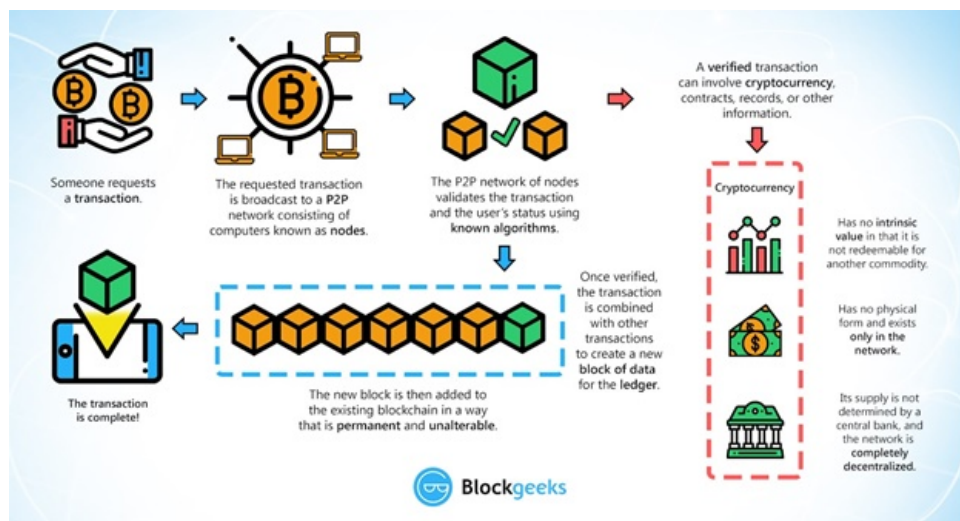 Someone requests
a transaction.
The requested transaction
is broadcast to a P2P
network consisting of
computers known as nodes.
The P2P network of nodes
validates the transaction
and the user's status using
known algorithms.
A verified transaction
can involve cryptocurrency,
contracts, records, or other
information.
Cryptocurrency
Has no intrinsic
value in that it is
not redeemable for
another commodity.
Has no physical
form and exists
only in the
network.
Its supply is not
determined by a
central bank, and
the network is
completely
decentralized.
Once verified,
the transaction
is combined
with other
transactions
to create a new
block of data
for the ledger.
The new block is then added to
the existing blockchain in a way
that is permanent and unalterable.
The transaction
is complete!
Blockgeeks